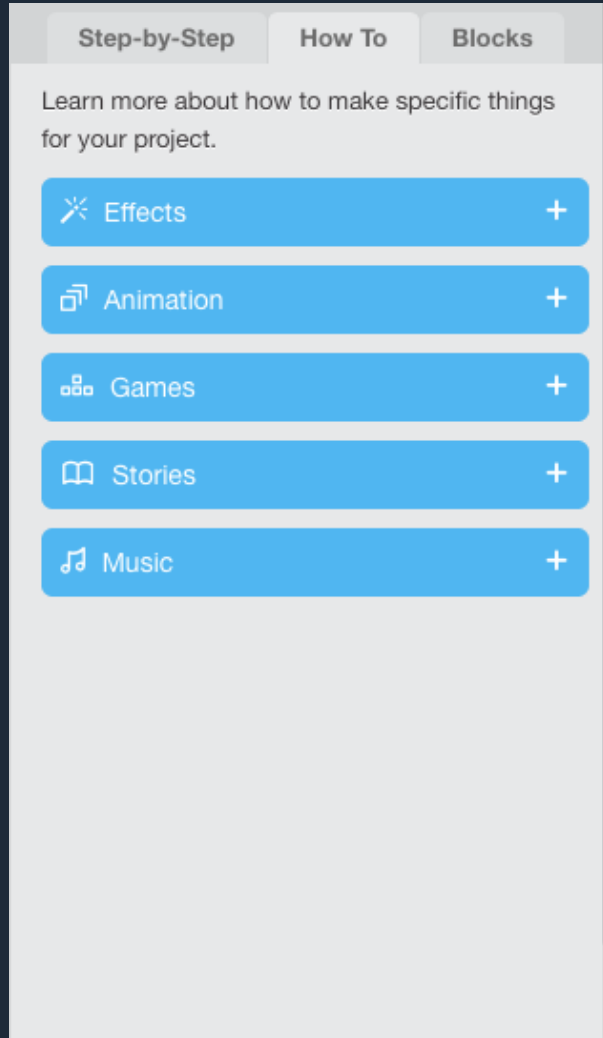 Step-by-Step How To Blocks
Learn more about how to make specific things
for your project.
Effects +
Animation +
Games +
Stories +
Music +